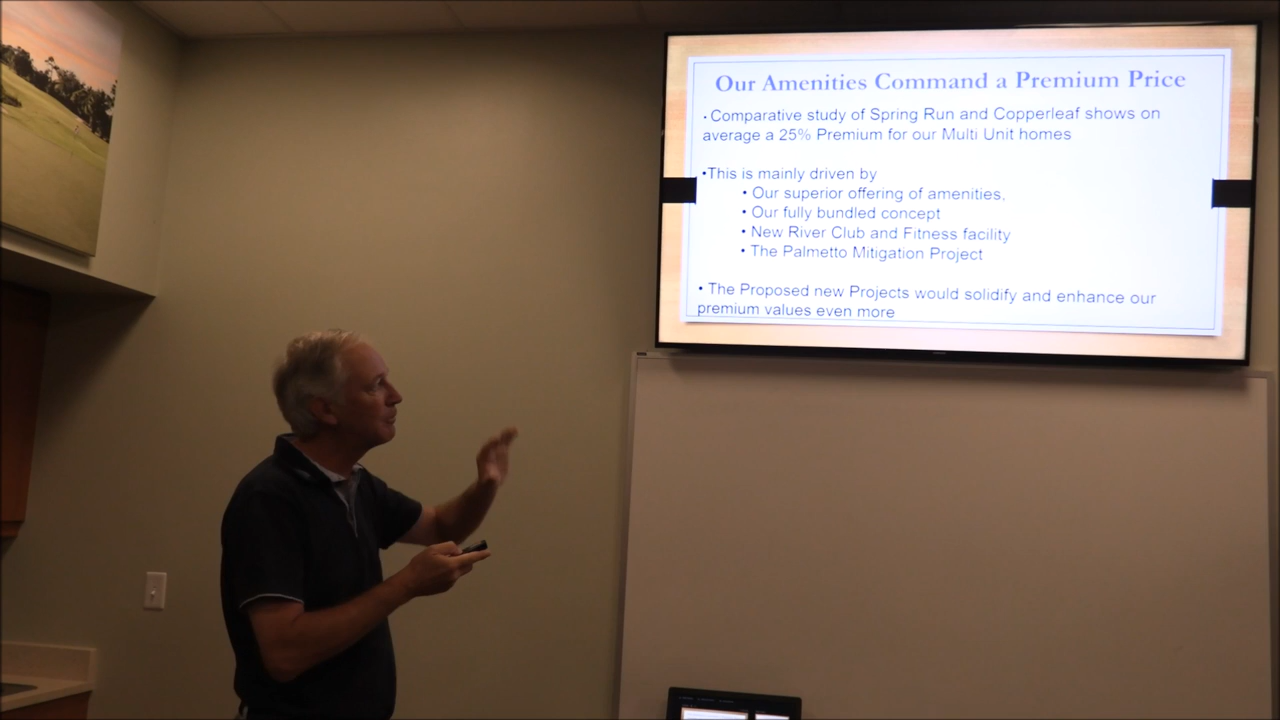 Our Amenities Command a Premium Price
• Comparative study of Spring Run and Copperleaf shows on
average a 25% Premium for our Multi Unit homes
•This is mainly driven by
• Our superior offering of amenities,
• Our fully bundled concept
• New River Club and Fitness facility
• The Palmetto Mitigation Project
• The Proposed new Projects would solidify and enhance our
premium values even more